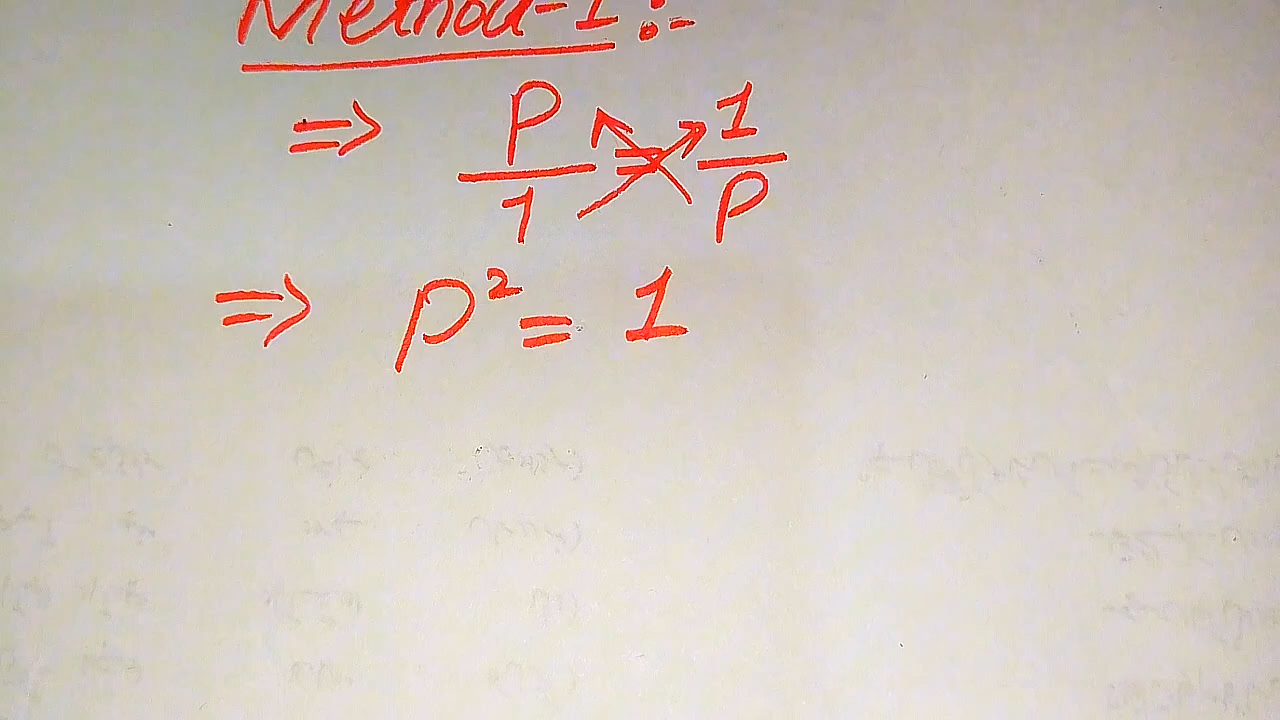 Method-1 :-
⇒ P/1 = 1/P
⇒ P² = 1